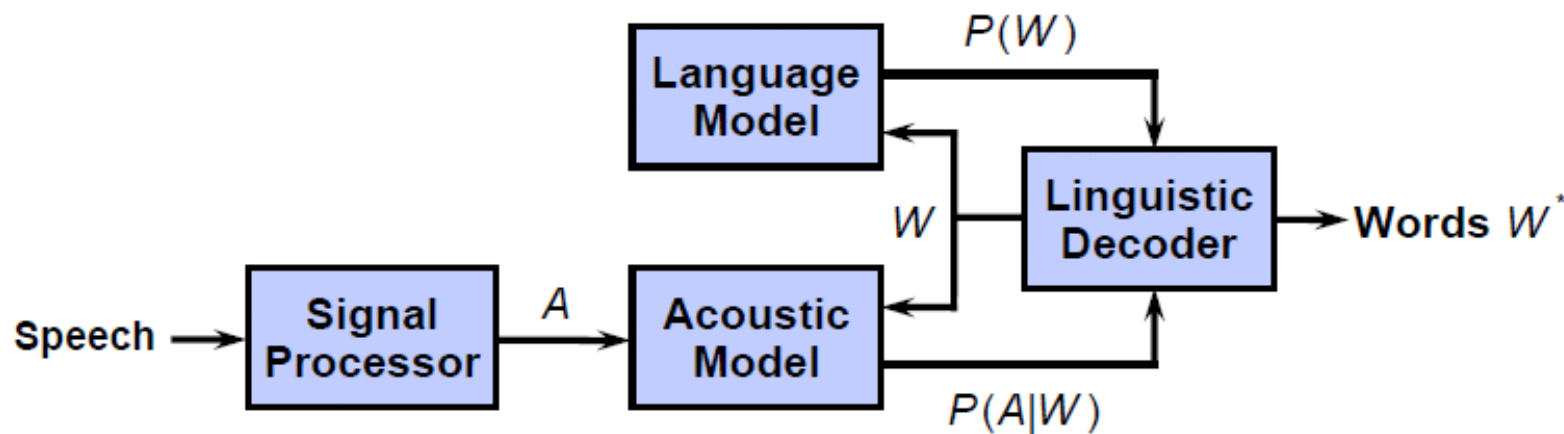 P(W)
Language
Model
Linguistic
Decoder
W
Words W*
Speech
Signal
Processor
A
Acoustic
Model
P(A|W)